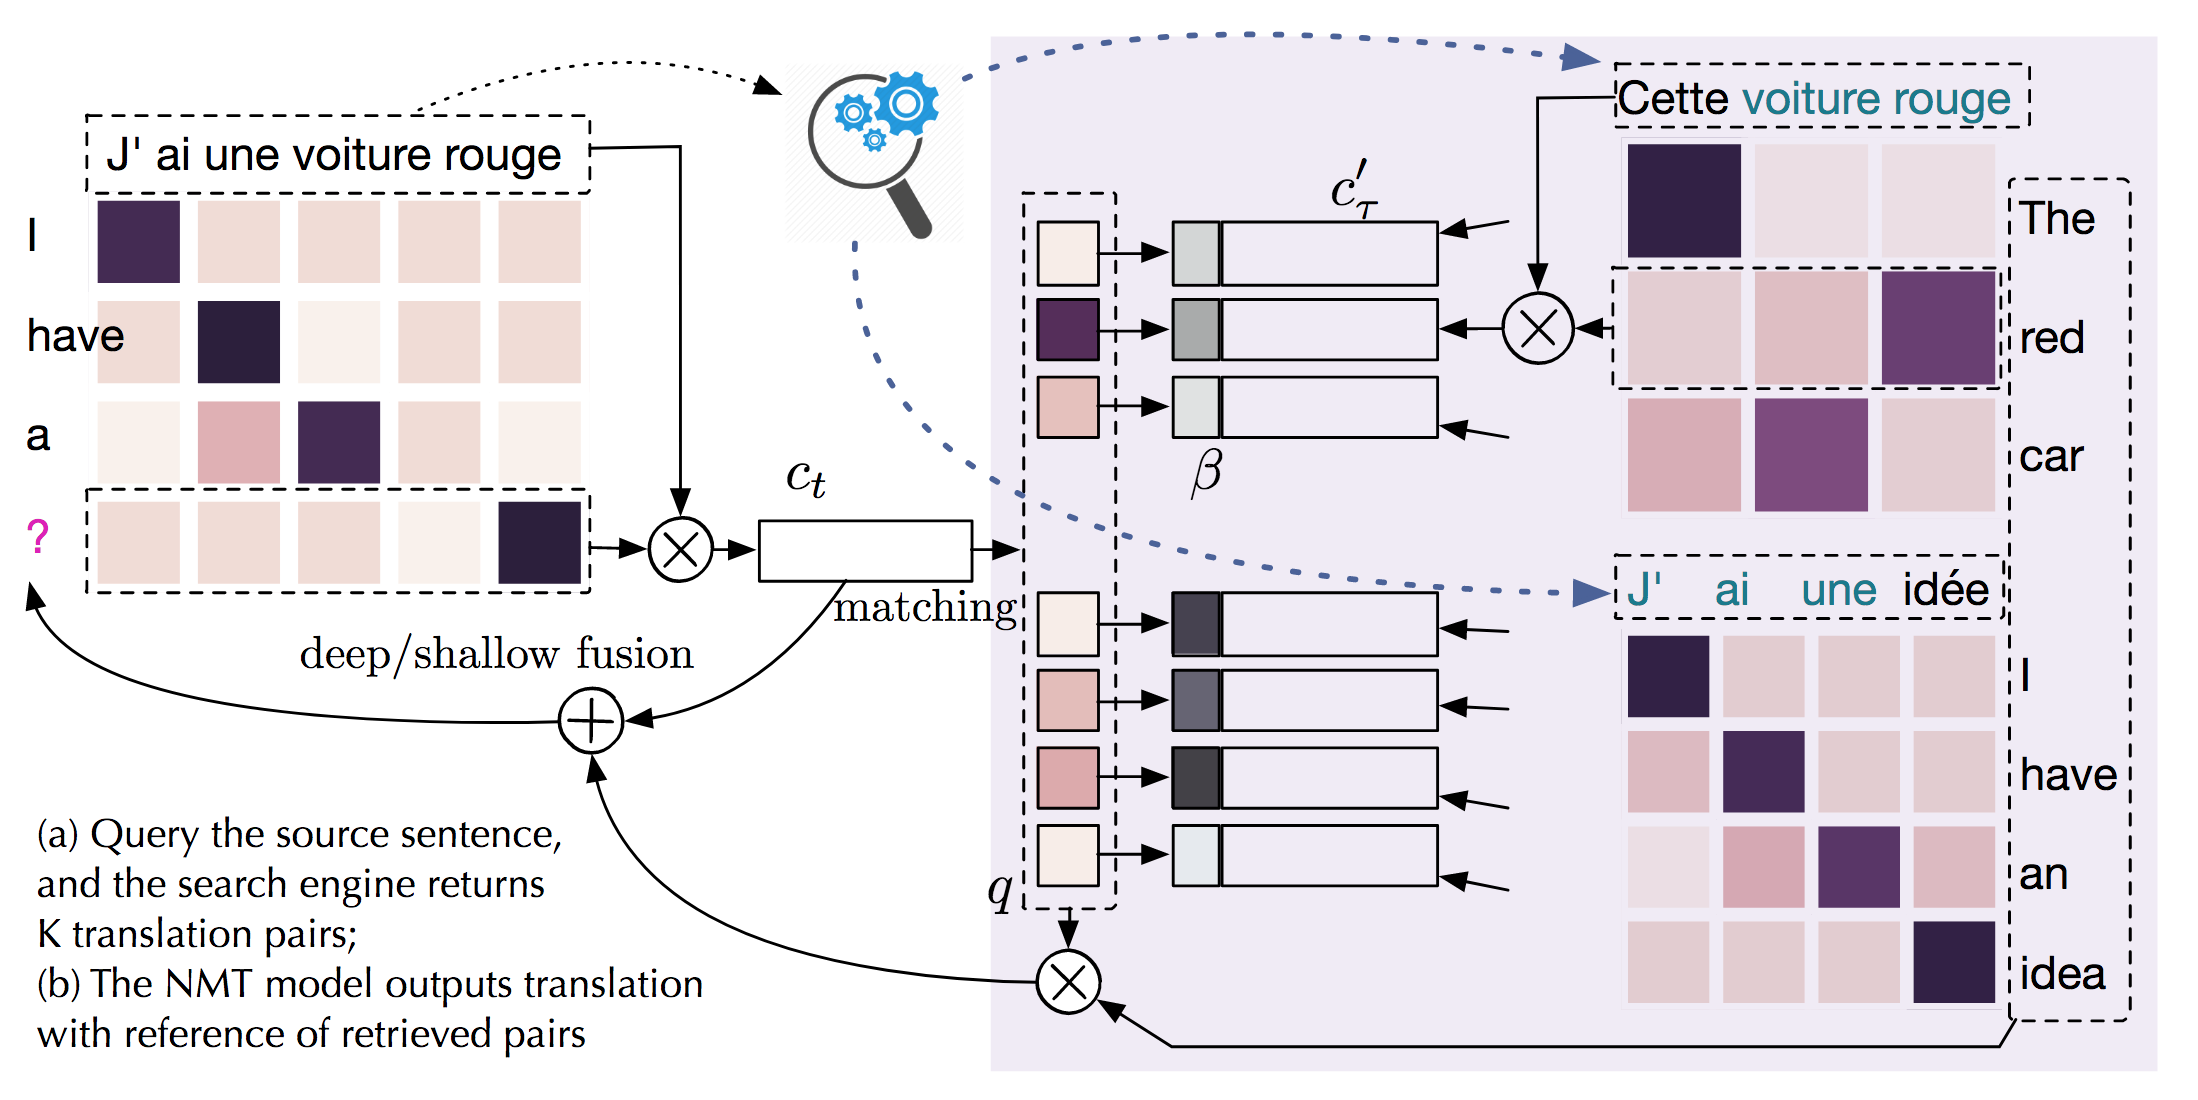 J' ai une voiture rouge
I
have
a
?
c_t
matching
deep/shallow fusion
(a) Query the source sentence,
and the search engine returns
K translation pairs;
(b) The NMT model outputs translation
with reference of retrieved pairs
q
β
c'_τ
Cette voiture rouge
The
red
car
J' ai une idée
I
have
an
idea